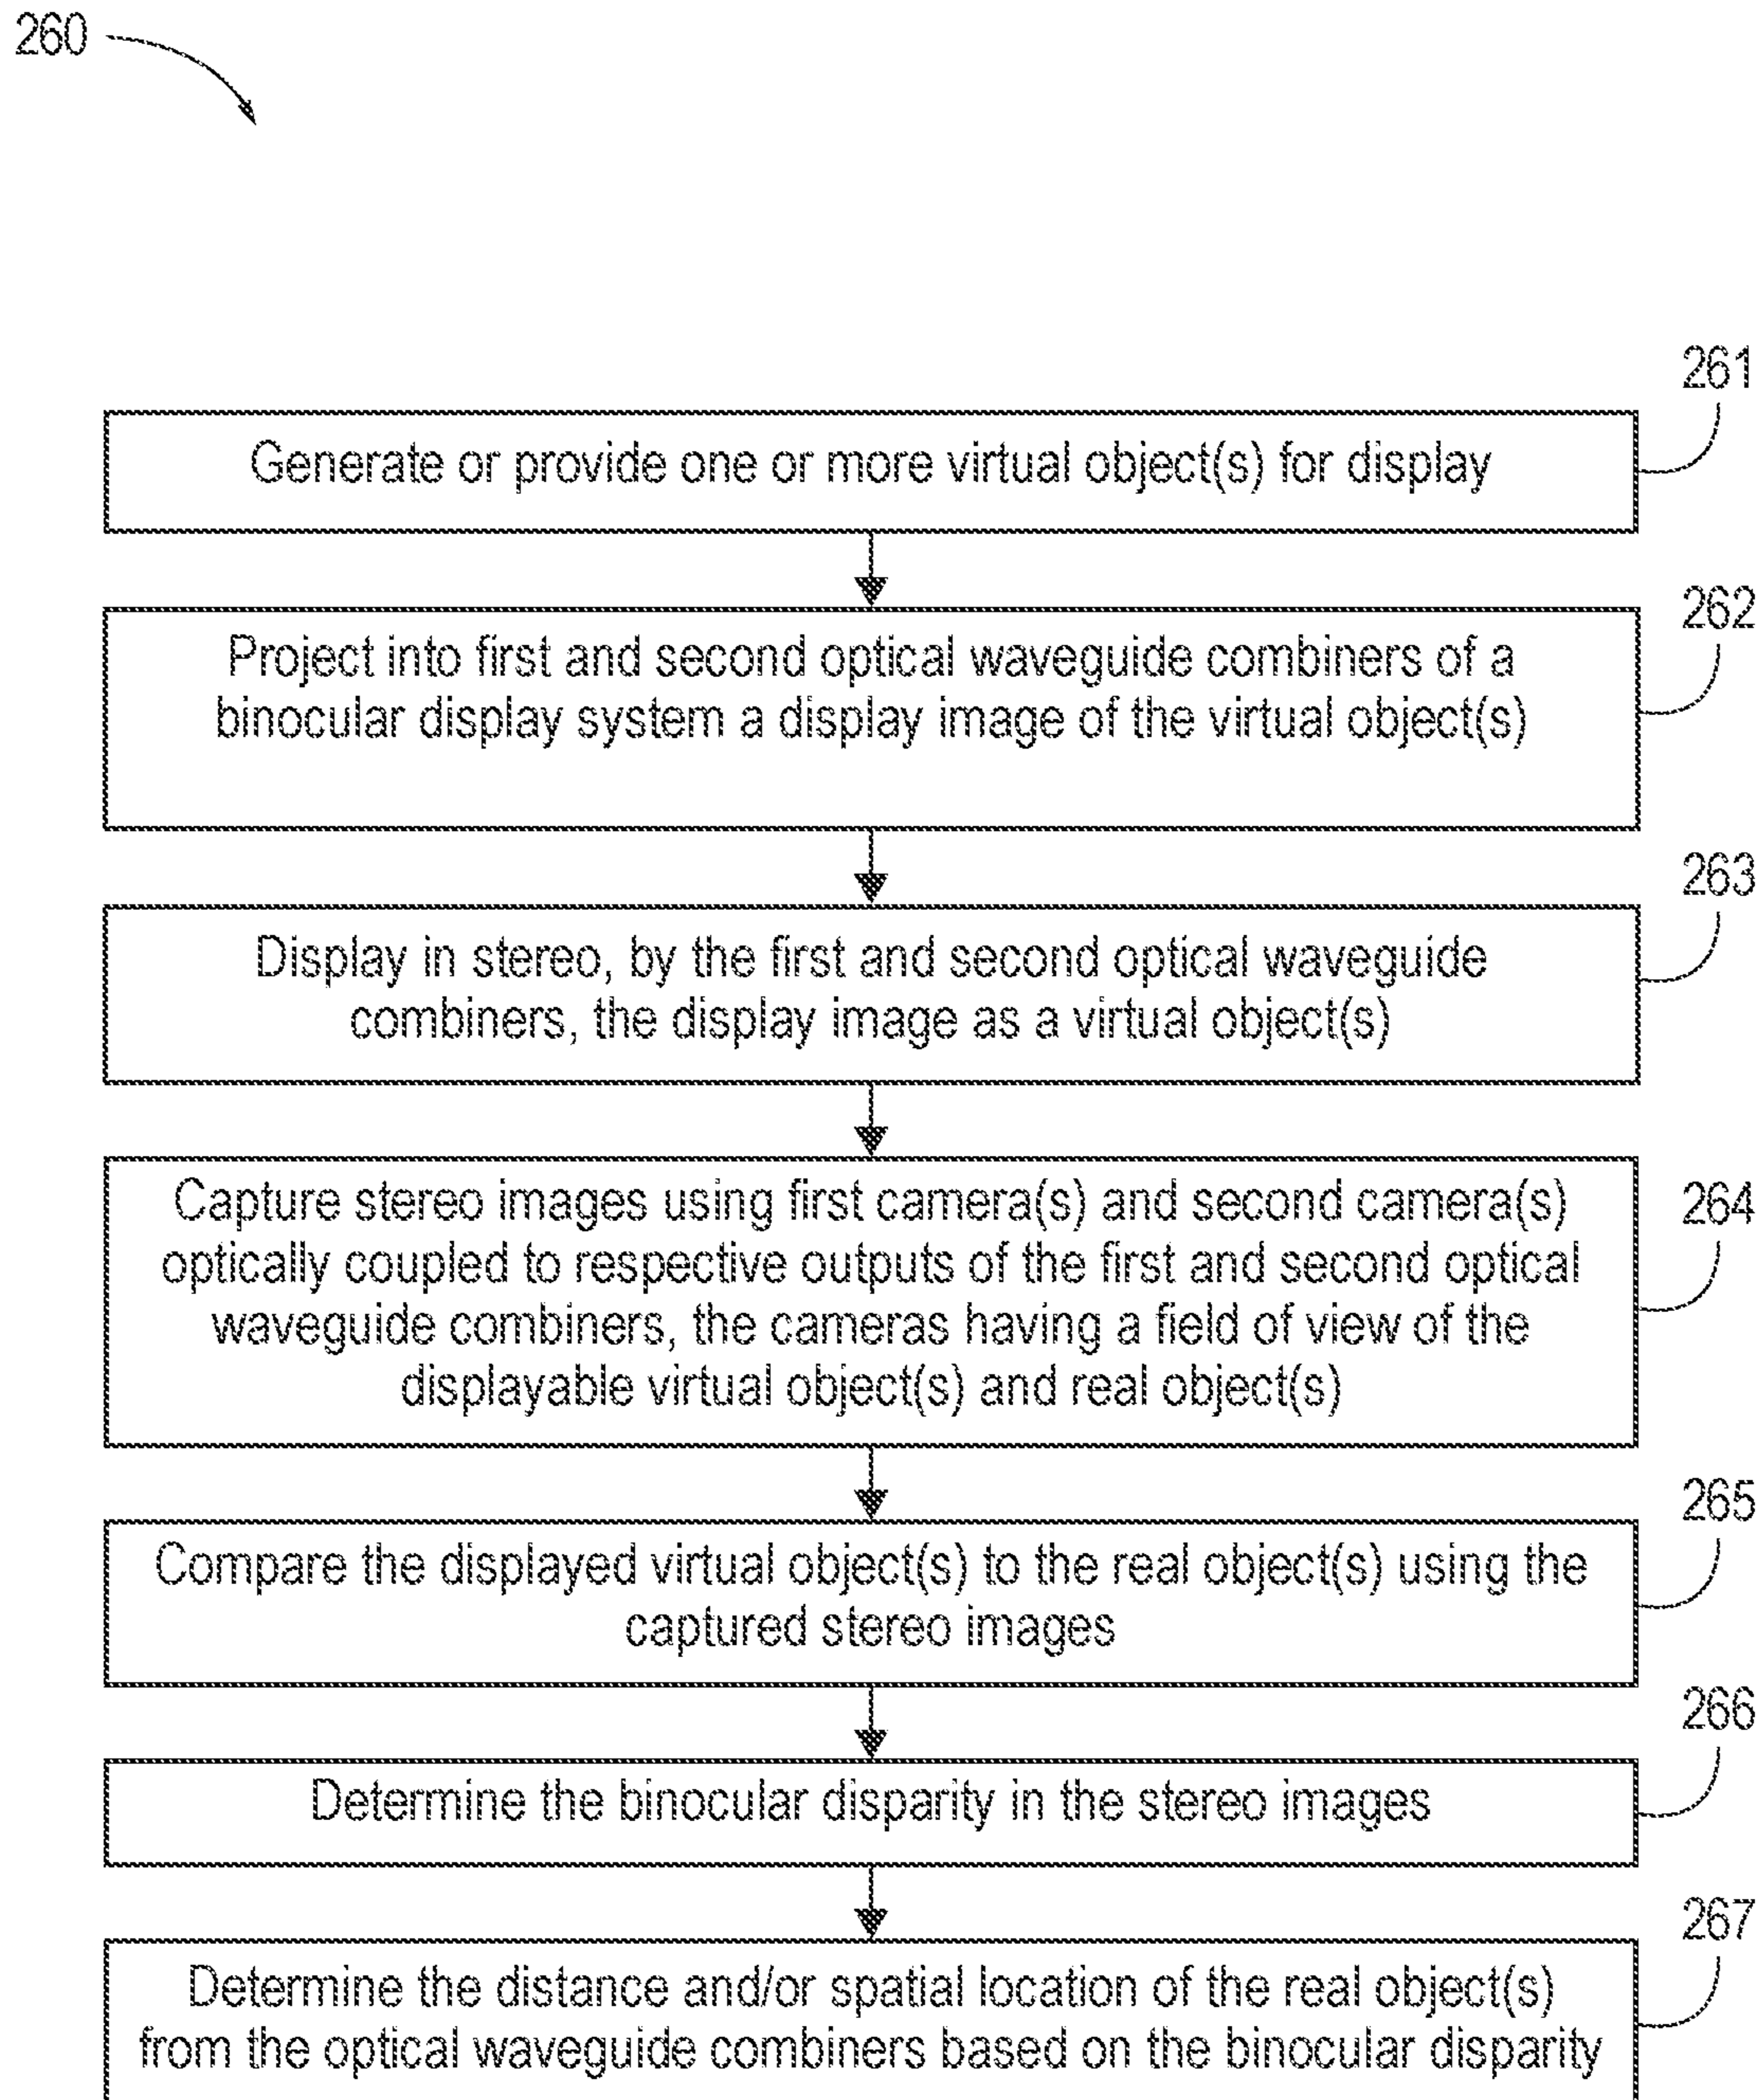 260
261
Generate or provide one or more virtual object(s) for display
262
Project into first and second optical waveguide combiners of a
binocular display system a display image of the virtual object(s)
263
Display in stereo, by the first and second optical waveguide
combiners, the display image as a virtual object(s)
264
Capture stereo images using first camera(s) and second camera(s)
optically coupled to respective outputs of the first and second optical
waveguide combiners, the cameras having a field of view of the
displayable virtual object(s) and real object(s)
265
Compare the displayed virtual object(s) to the real object(s) using the
captured stereo images
266
Determine the binocular disparity in the stereo images
267
Determine the distance and/or spatial location of the real object(s)
from the optical waveguide combiners based on the binocular disparity